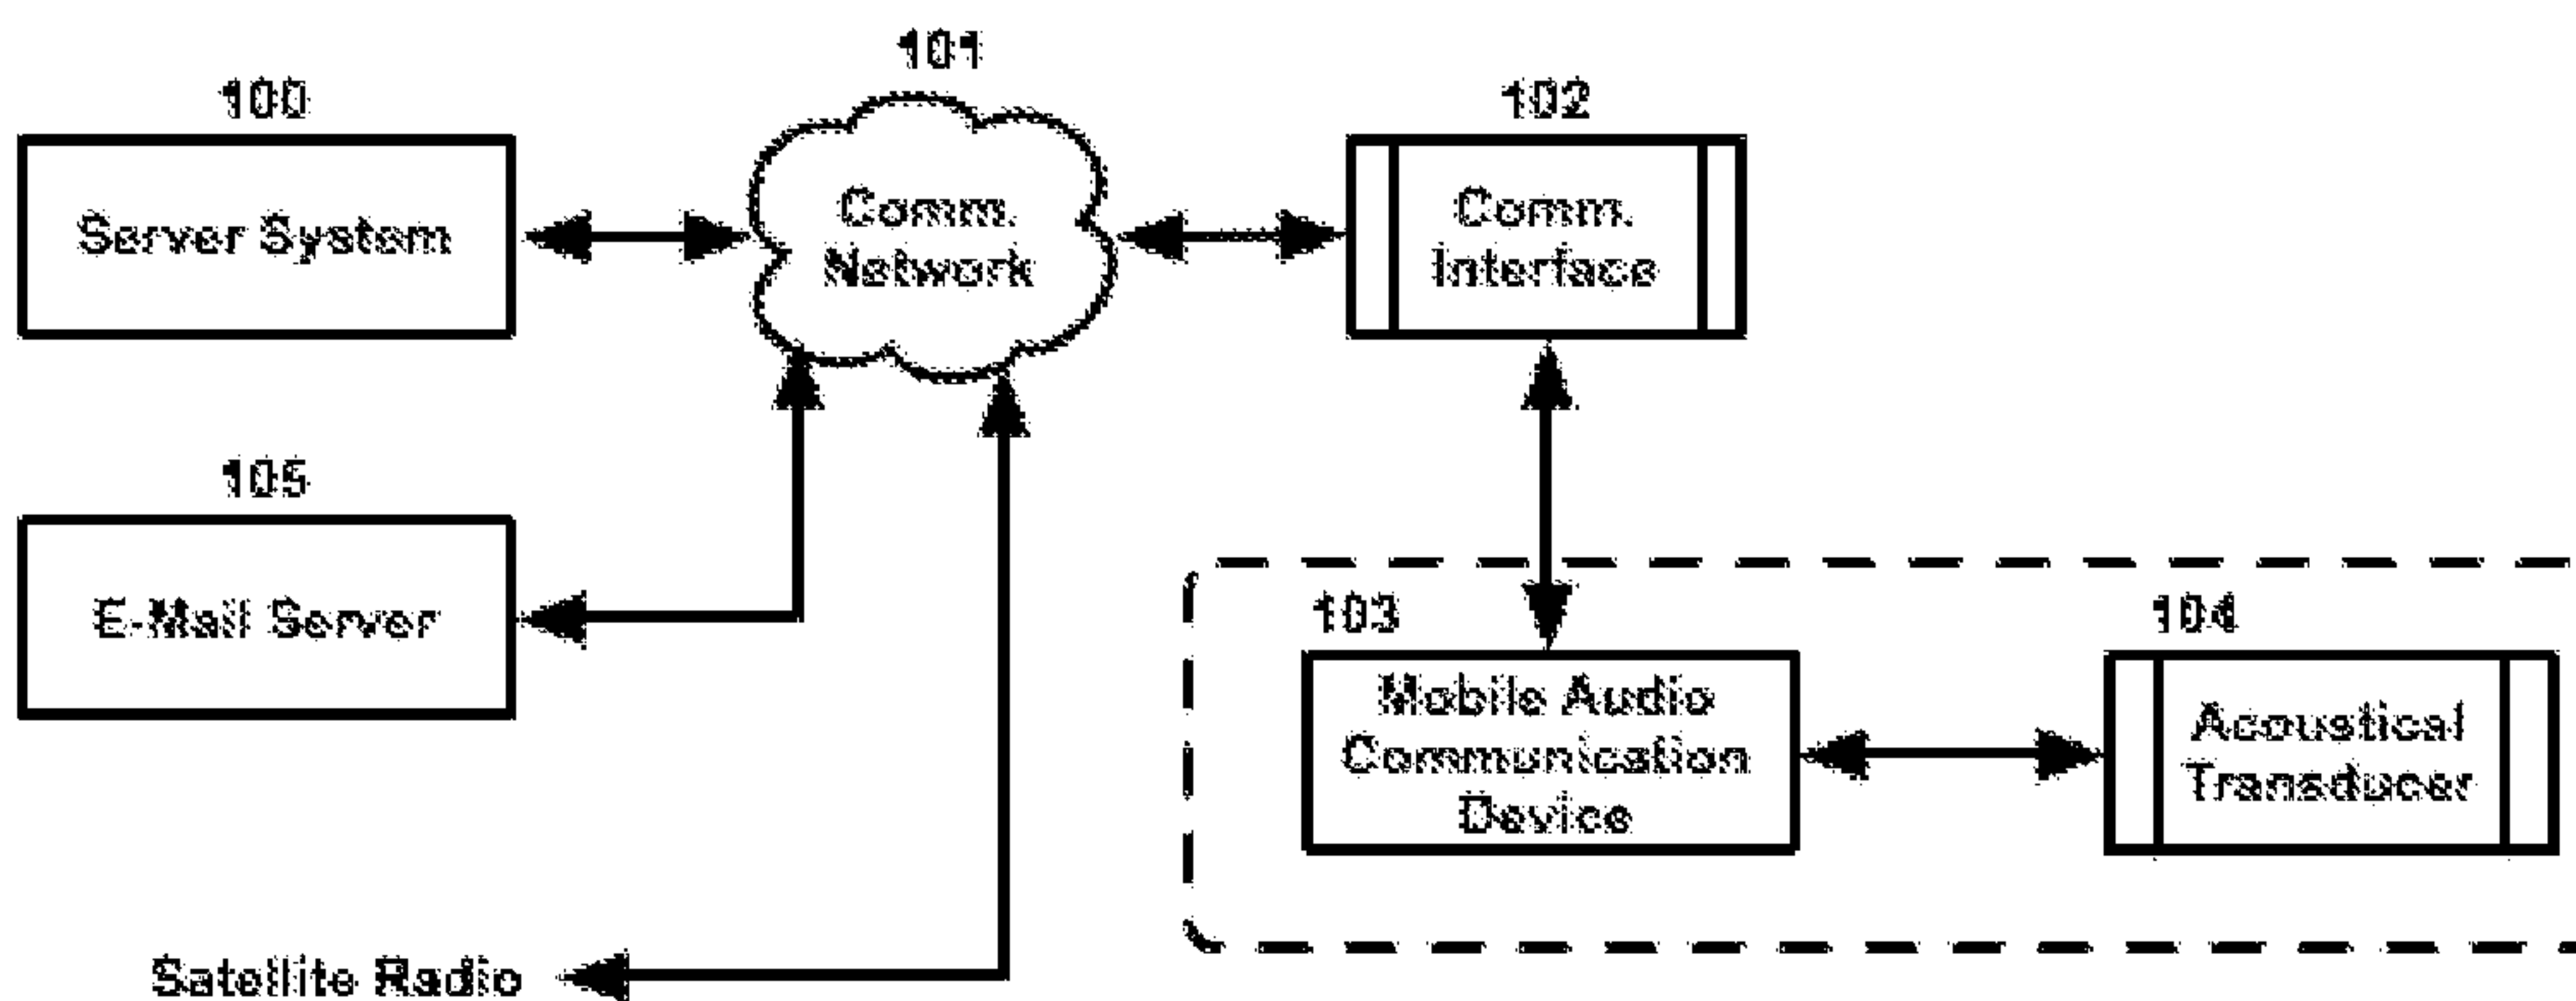 101
100
102
Server System
Comm.
Network
Comm.
Interface
105
E-Mail Server
103
104
Mobile Audio
Communication
Device
Acoustical
Transducer
Satellite Radio